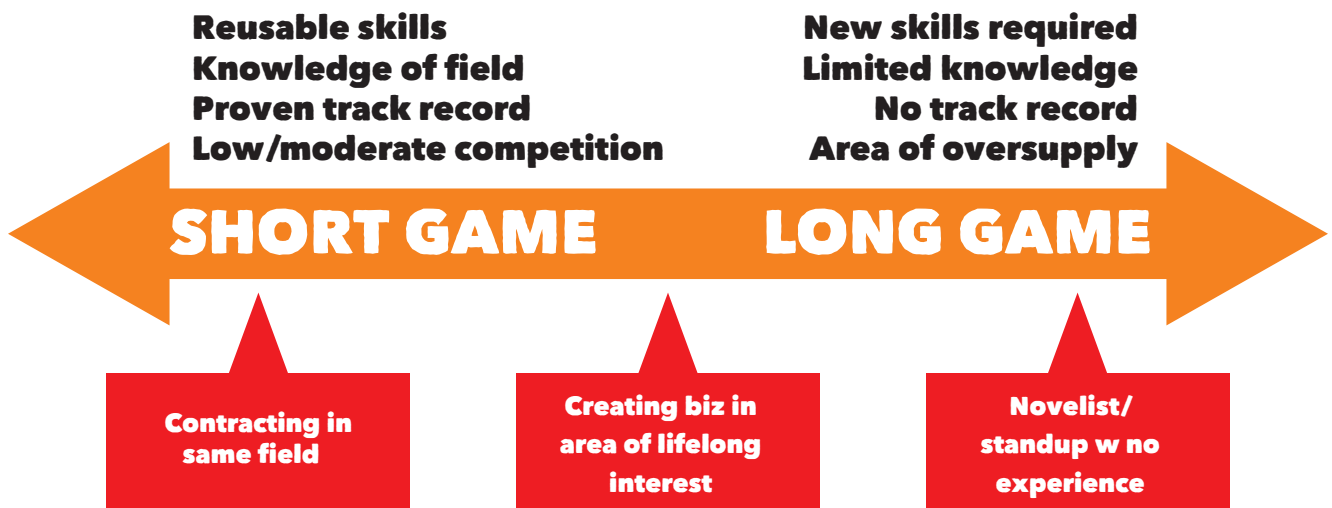 Reusable skills
Knowledge of field
Proven track record
Low/moderate competition
New skills required
Limited knowledge
No track record
Area of oversupply
SHORT GAME
LONG GAME
Contracting in
same field
Creating biz in
area of lifelong
interest
Novelist/
standup w no
experience